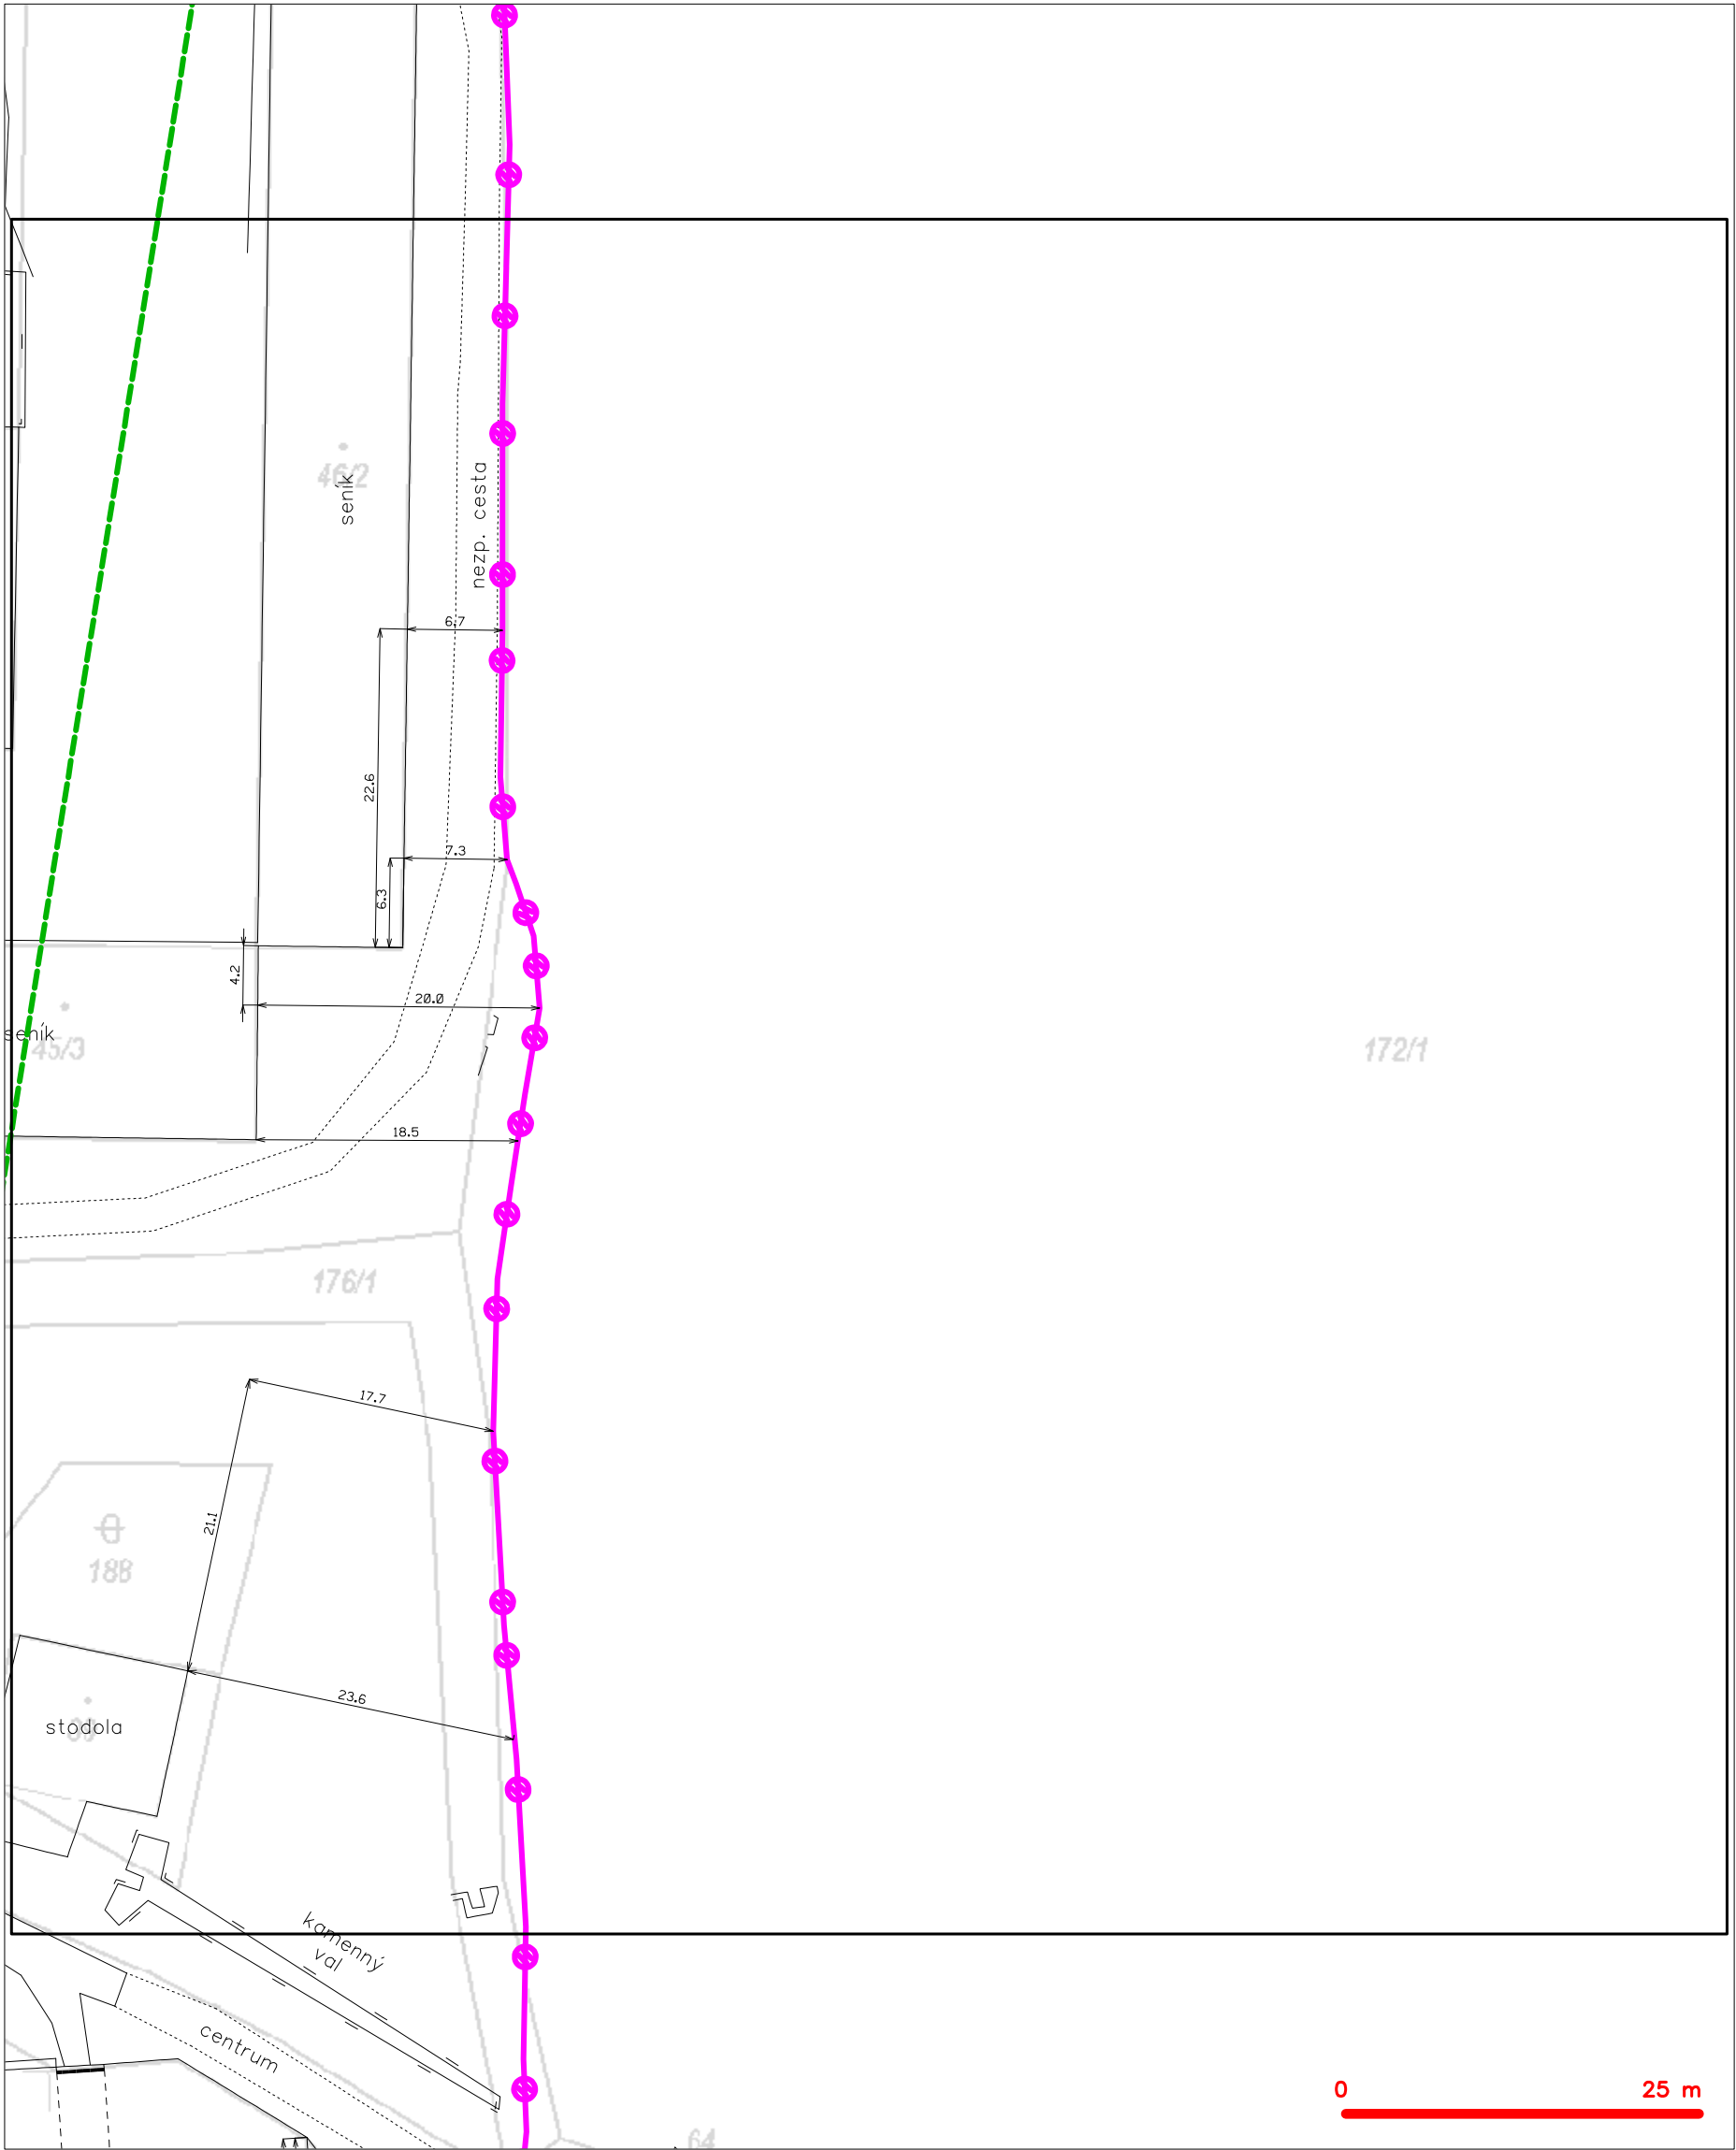 46/2
seník
nezp. cesta
6.7
22.6
7.3
6.3
4.2
20.0
seník
45/3
172/1
18.5
176/1
17.7
21.1
188
23.6
stodola
kamenný
val
centrum
0 25 m
64